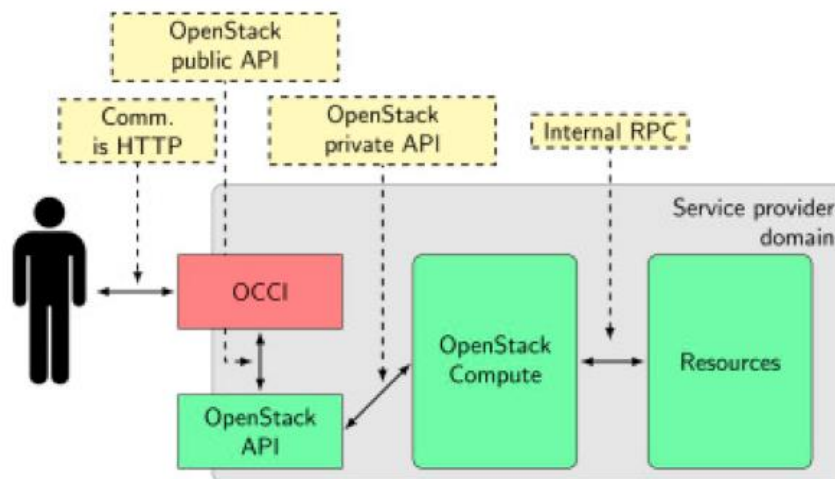 OpenStack
public API
Comm.
is HTTP
OpenStack
private API
Internal RPC
Service provider
domain
OCCI
OpenStack
API
OpenStack
Compute
Resources